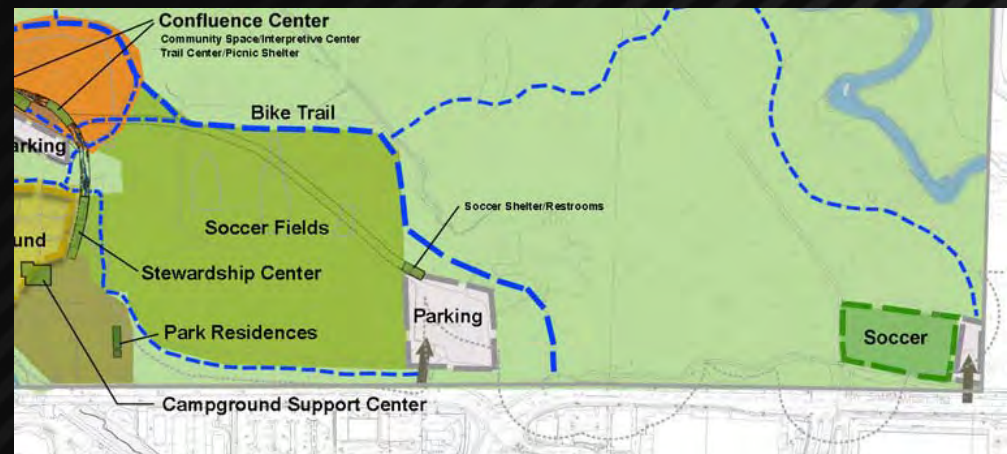 Confluence Center
Community Space/Interpretive Center
Trail Center/Picnic Shelter
Bike Trail
arking
Soccer Shelter/Restrooms
Soccer Fields
und
Stewardship Center
Parking
Park Residences
Soccer
Campground Support Center